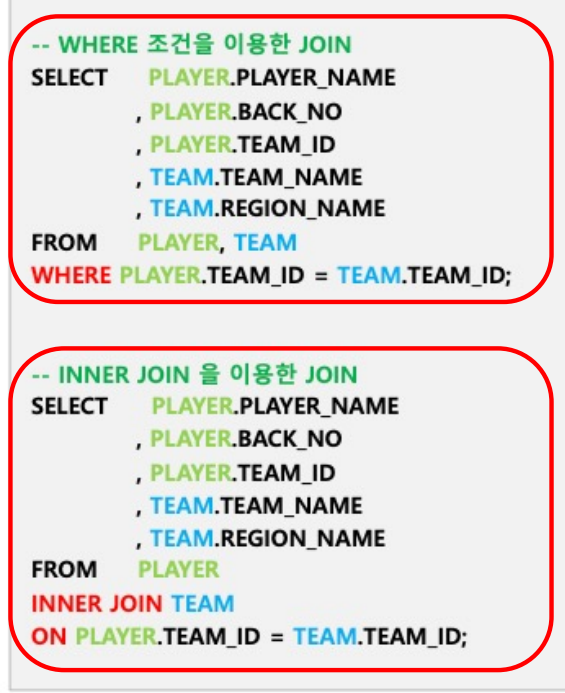 -- WHERE 조건을 이용한 JOIN
SELECT PLAYER.PLAYER_NAME
, PLAYER.BACK_NO
, PLAYER.TEAM_ID
, TEAM.TEAM_NAME
, TEAM.REGION_NAME
FROM PLAYER, TEAM
WHERE PLAYER.TEAM_ID = TEAM.TEAM_ID;
-- INNER JOIN 을 이용한 JOIN
SELECT PLAYER.PLAYER_NAME
, PLAYER.BACK_NO
, PLAYER.TEAM_ID
, TEAM.TEAM_NAME
, TEAM.REGION_NAME
FROM PLAYER
INNER JOIN TEAM
ON PLAYER.TEAM_ID = TEAM.TEAM_ID;